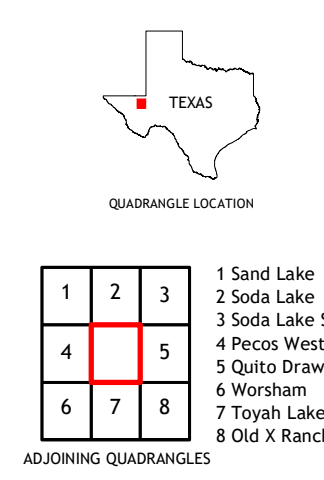 TEXAS
QUADRANGLE LOCATION
1 2 3
4 5
6 7 8
1 Sand Lake
2 Soda Lake
3 Soda Lake S
4 Pecos West
5 Quito Draw
6 Worsham
7 Toyah Lake
8 Old X Ranch
ADJOINING QUADRANGLES